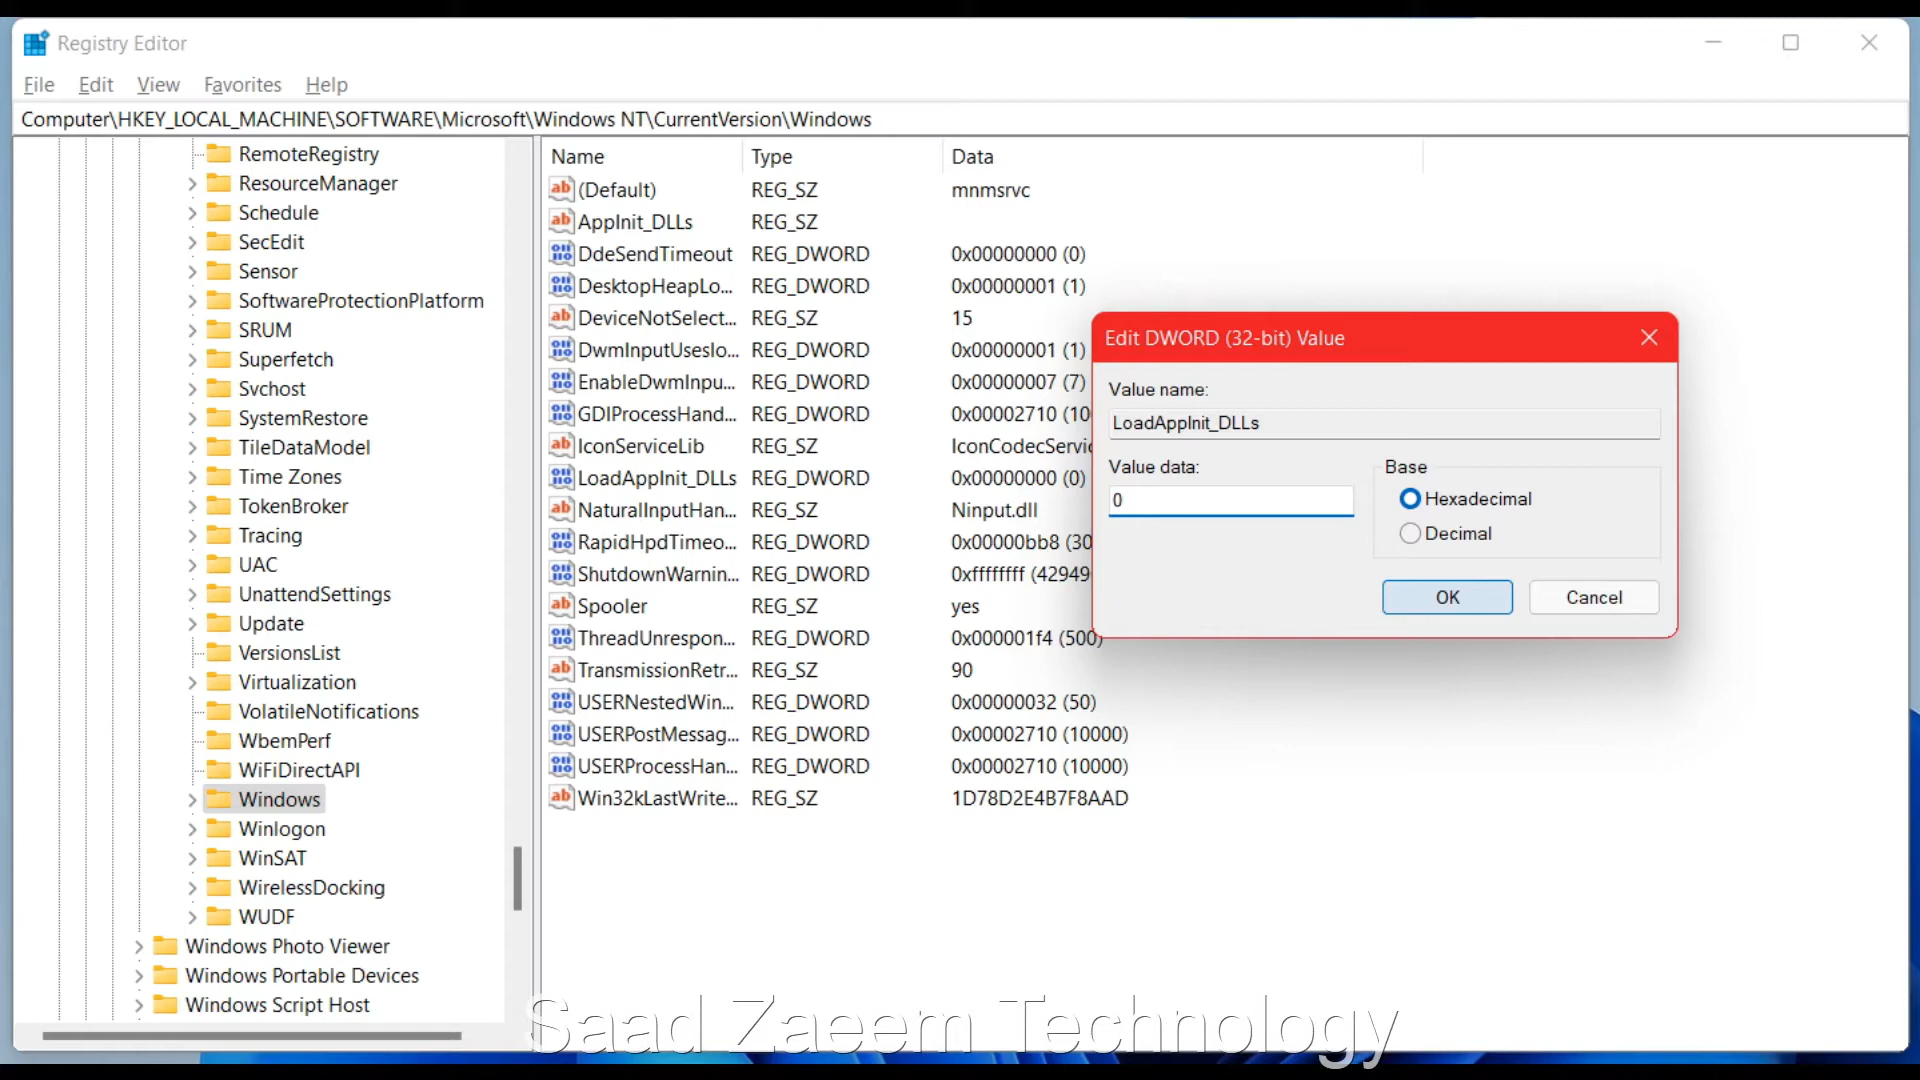 Registry Editor
File Edit View Favorites Help
Computer\HKEY_LOCAL_MACHINE\SOFTWARE\Microsoft\Windows NT\CurrentVersion\Windows
RemoteRegistry
ResourceManager
Schedule
SecEdit
Sensor
SoftwareProtectionPlatform
SRUM
Superfetch
Svchost
SystemRestore
TileDataModel
Time Zones
TokenBroker
Tracing
UAC
UnattendSettings
Update
VersionsList
Virtualization
VolatileNotifications
WbemPerf
WiFiDirectAPI
Windows
Winlogon
WinSAT
WirelessDocking
WUDF
Windows Photo Viewer
Windows Portable Devices
Windows Script Host
Name Type Data
(Default) REG_SZ mnmsrvc
AppInit_DLLs REG_SZ
DdeSendTimeout REG_DWORD 0x00000000 (0)
DesktopHeapLo... REG_DWORD 0x00000001 (1)
DeviceNotSelect... REG_SZ 15
DwmInputUsesIo... REG_DWORD 0x00000001 (1)
EnableDwmInpu... REG_DWORD 0x00000007 (7)
GDIProcessHand... REG_DWORD 0x00002710 (10
IconServiceLib REG_SZ IconCodecServic
LoadAppInit_DLLs REG_DWORD 0x00000000 (0)
NaturalInputHan... REG_SZ Ninput.dll
RapidHpdTimeo... REG_DWORD 0x00000bb8 (30
ShutdownWarnin... REG_DWORD 0xffffffff (42949
Spooler REG_SZ yes
ThreadUnrespon... REG_DWORD 0x000001f4 (500)
TransmissionRetr... REG_SZ 90
USERNestedWin... REG_DWORD 0x00000032 (50)
USERPostMessag... REG_DWORD 0x00002710 (10000)
USERProcessHan... REG_DWORD 0x00002710 (10000)
Win32kLastWrite... REG_SZ 1D78D2E4B7F8AAD
Edit DWORD (32-bit) Value
Value name:
LoadAppInit_DLLs
Value data:
0
Base
Hexadecimal
Decimal
OK Cancel
Saad Zaeem Technology